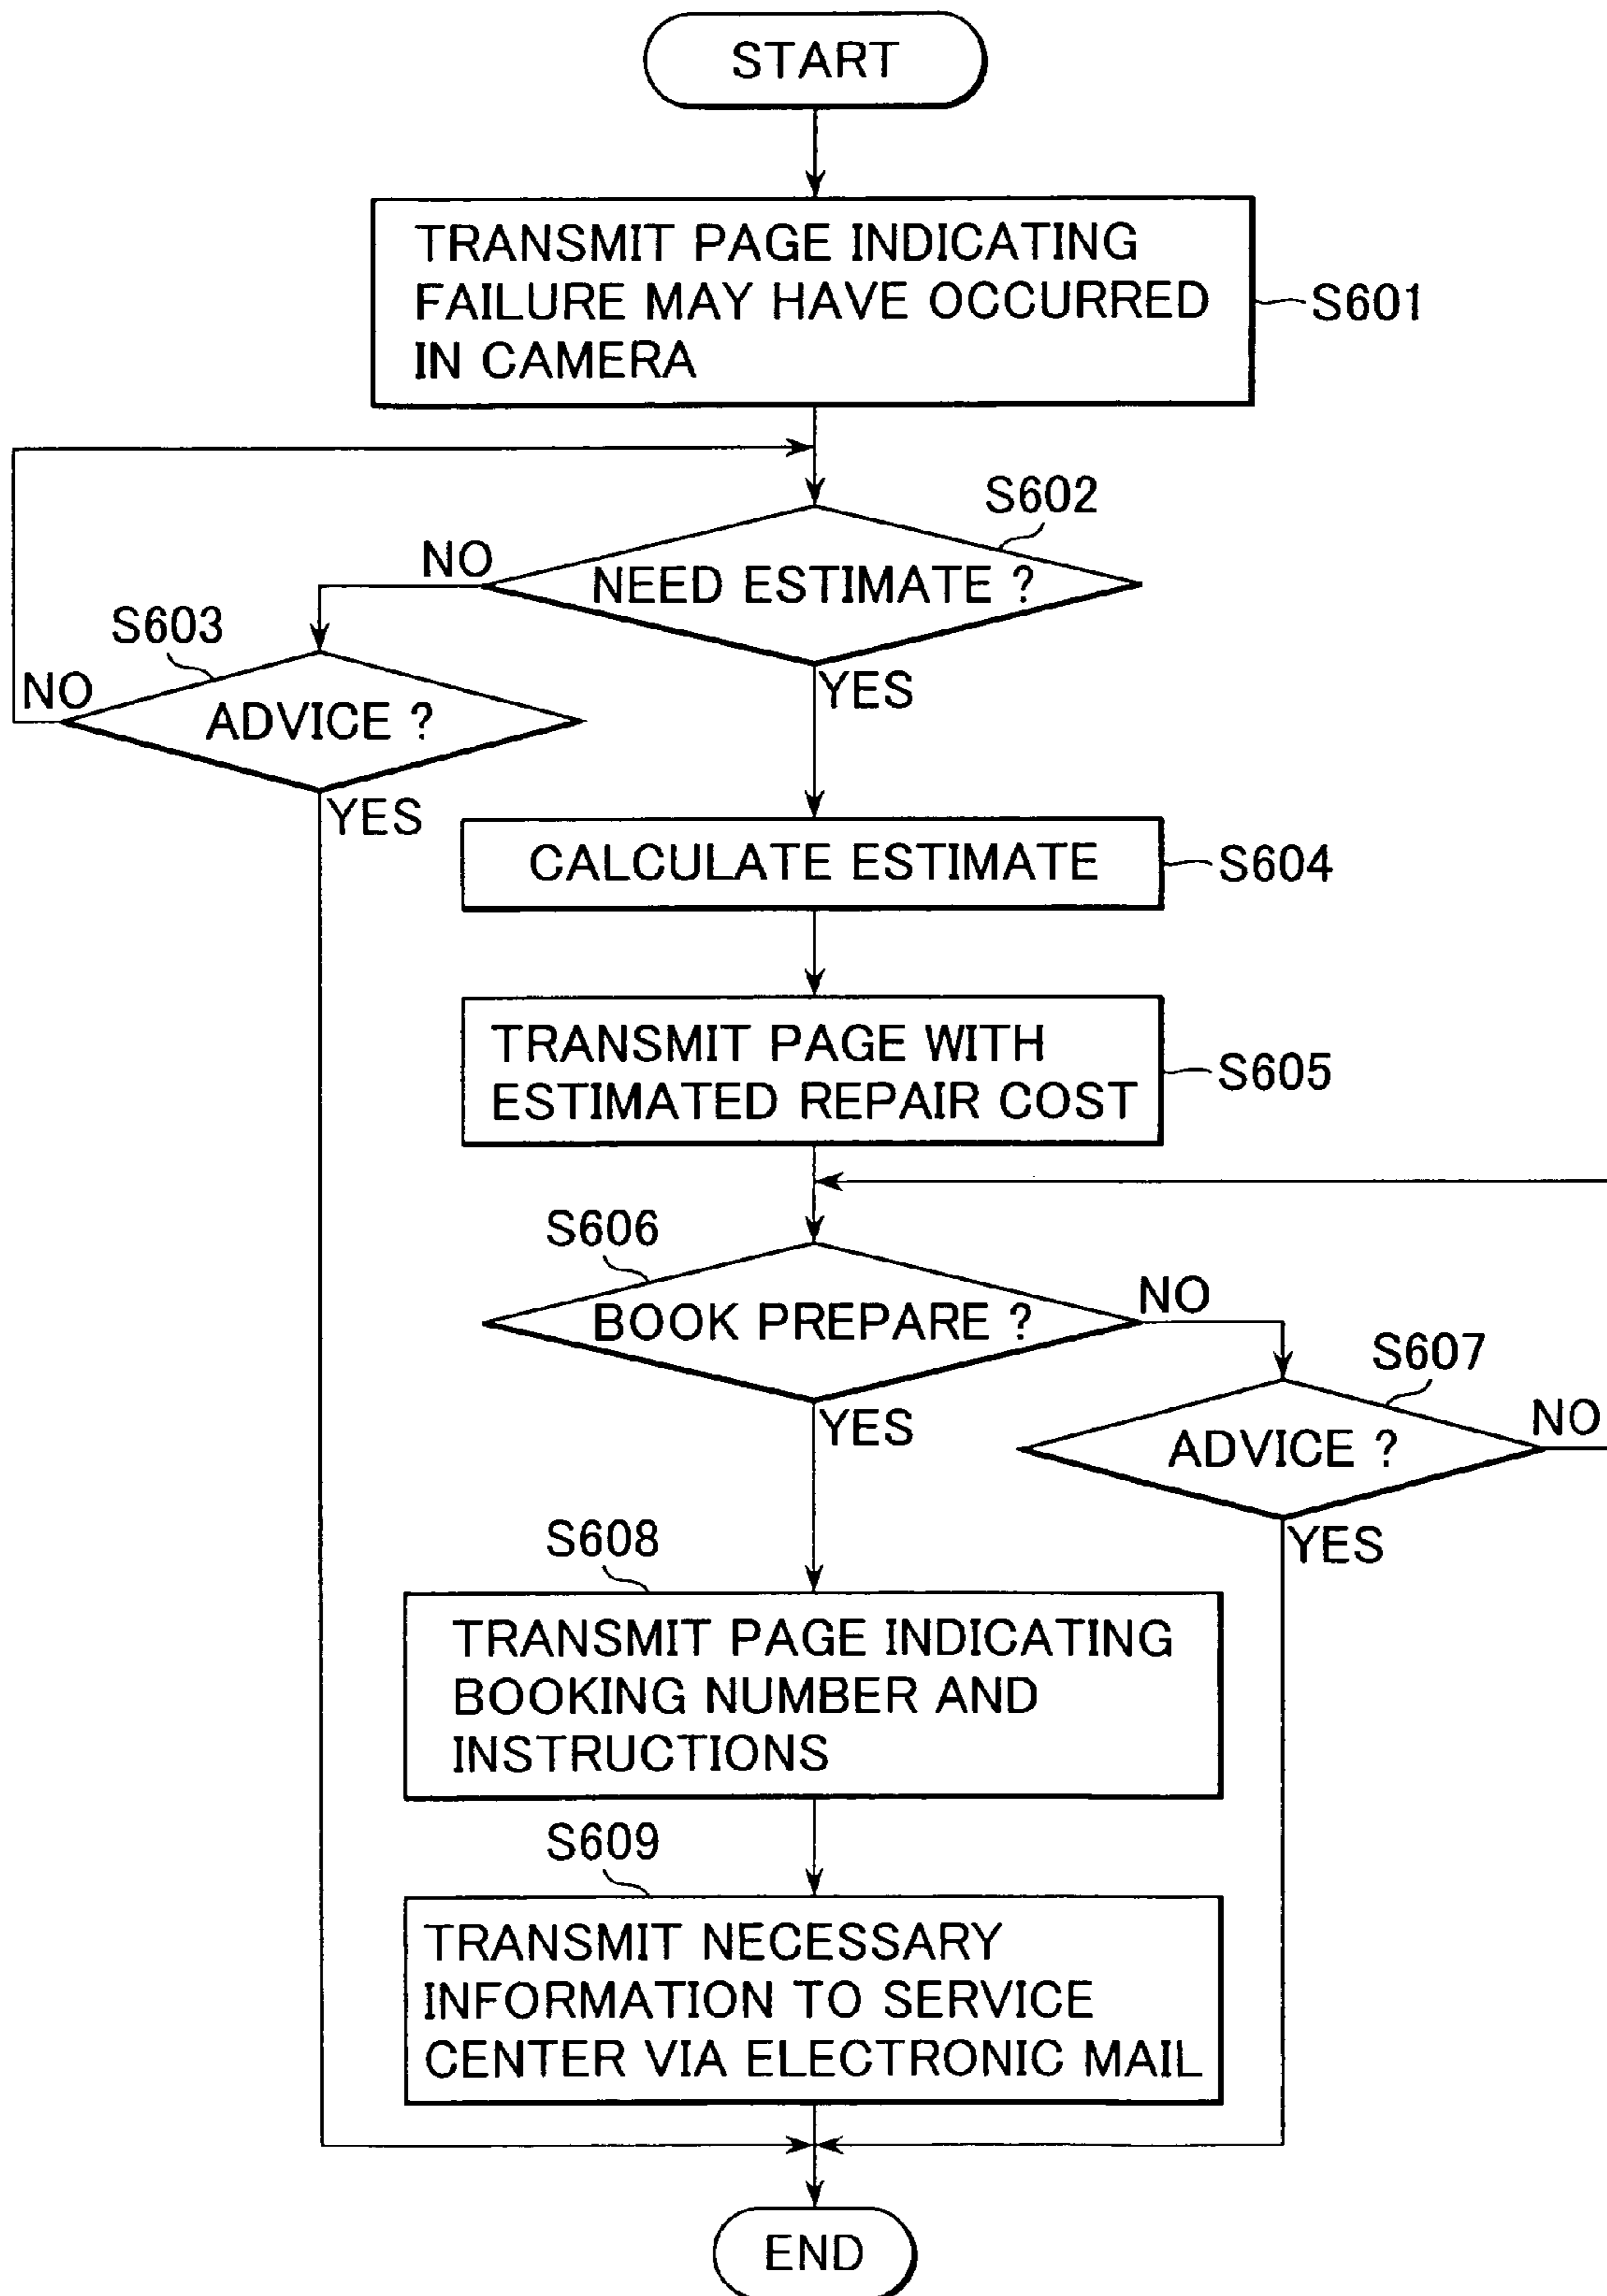 START
TRANSMIT PAGE INDICATING
FAILURE MAY HAVE OCCURRED
IN CAMERA
S601
S602
NO
NEED ESTIMATE ?
YES
S603
NO
ADVICE ?
YES
CALCULATE ESTIMATE
S604
TRANSMIT PAGE WITH
ESTIMATED REPAIR COST
S605
S606
BOOK PREPARE ?
NO
YES
S607
NO
ADVICE ?
YES
S608
TRANSMIT PAGE INDICATING
BOOKING NUMBER AND
INSTRUCTIONS
S609
TRANSMIT NECESSARY
INFORMATION TO SERVICE
CENTER VIA ELECTRONIC MAIL
END